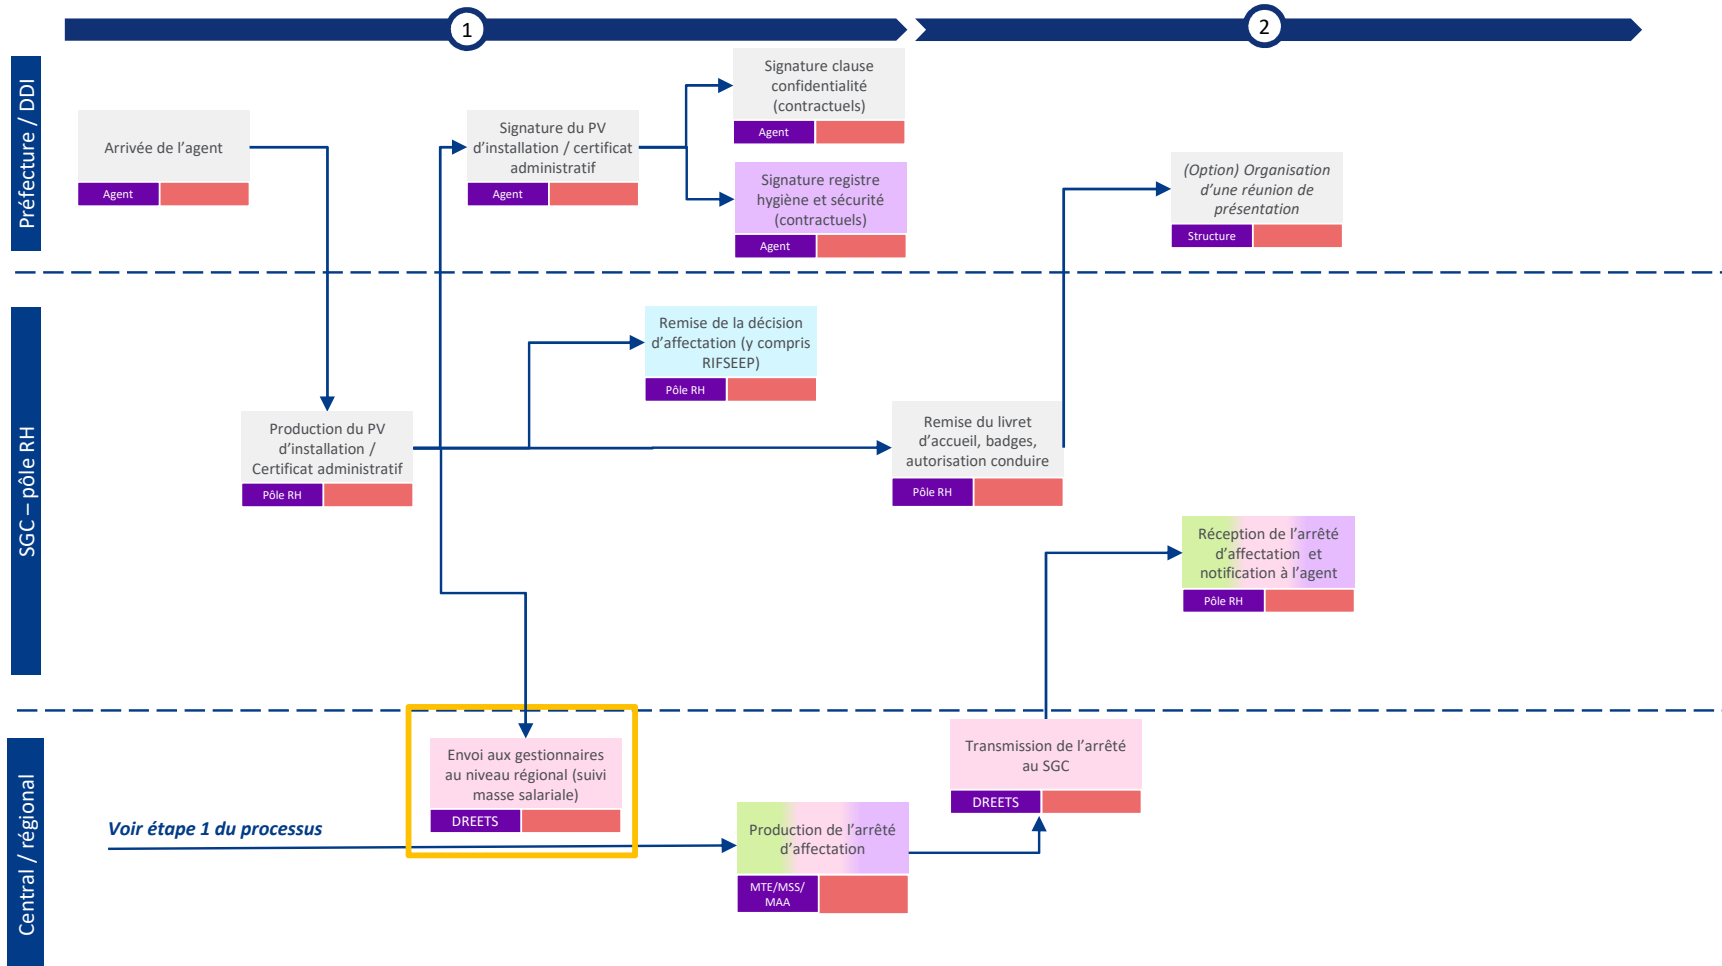 1
2
Préfecture / DDI
Arrivée de l’agent
Agent
Signature du PV
d’installation / certificat
administratif
Agent
Signature clause
confidentialité
(contractuels)
Agent
Signature registre
hygiène et sécurité
(contractuels)
Agent
(Option) Organisation
d’une réunion de
présentation
Structure
SGC – pôle RH
Remise de la décision
d’affectation (y compris
RIFSEEP)
Pôle RH
Production du PV
d’installation /
Certificat administratif
Pôle RH
Remise du livret
d’accueil, badges,
autorisation conduire
Pôle RH
Réception de l’arrêté
d’affectation et
notification à l’agent
Pôle RH
Central / régional
Envoi aux gestionnaires
au niveau régional (suivi
masse salariale)
DREETS
Transmission de l’arrêté
au SGC
DREETS
Voir étape 1 du processus
Production de l’arrêté
d’affectation
MTE/MSS/
MAA